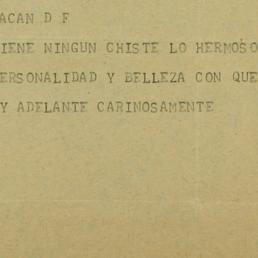 ACAN D F
IENE NINGUN CHISTE LO HERMOSO
ERSONALIDAD Y BELLEZA CON QUE
Y ADELANTE CARINOSAMENTE